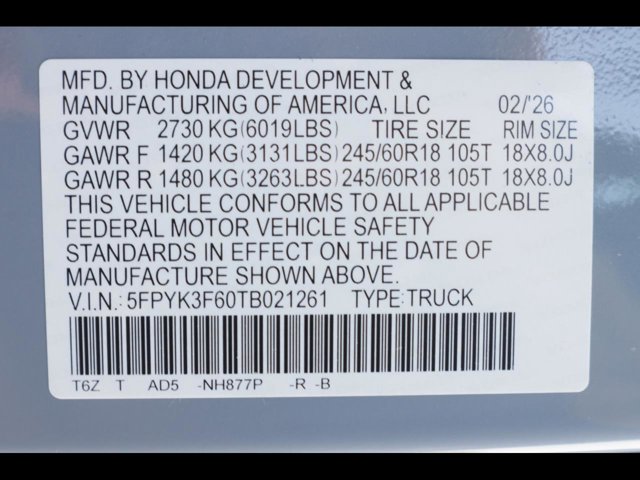 MFD. BY HONDA DEVELOPMENT &
MANUFACTURING OF AMERICA, LLC 02/'26
GVWR 2730 KG(6019LBS) TIRE SIZE RIM SIZE
GAWR F 1420 KG(3131LBS) 245/60R18 105T 18X8.0J
GAWR R 1480 KG(3263LBS) 245/60R18 105T 18X8.0J
THIS VEHICLE CONFORMS TO ALL APPLICABLE
FEDERAL MOTOR VEHICLE SAFETY
STANDARDS IN EFFECT ON THE DATE OF
MANUFACTURE SHOWN ABOVE.
V.I.N.: 5FPYK3F60TB021261 TYPE:TRUCK
T6Z T AD5 -NH877P -R -B